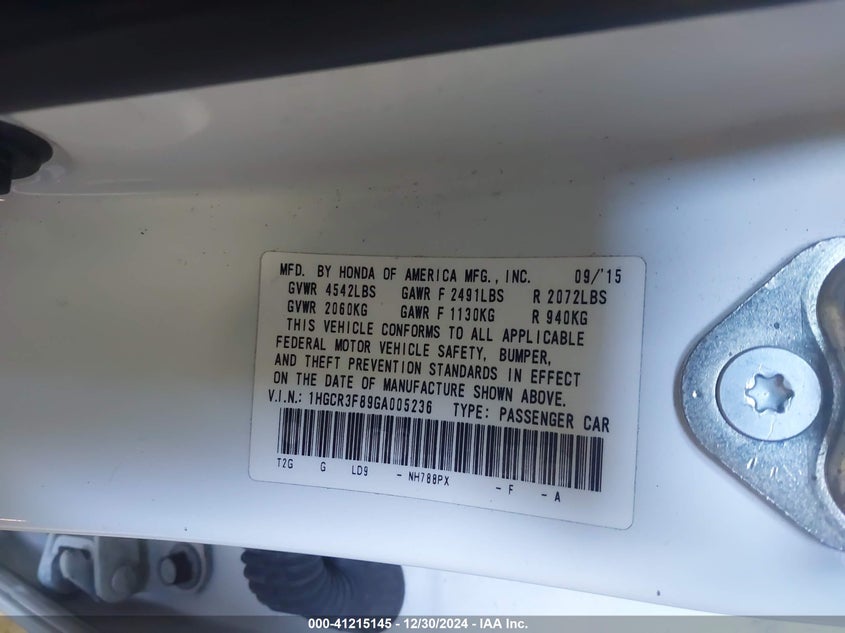 MFD. BY HONDA OF AMERICA MFG., INC. 09/'15
GVWR 4542LBS GAWR F 2491LBS R 2072LBS
GVWR 2060KG GAWR F 1130KG R 940KG
THIS VEHICLE CONFORMS TO ALL APPLICABLE
FEDERAL MOTOR VEHICLE SAFETY, BUMPER,
AND THEFT PREVENTION STANDARDS IN EFFECT
ON THE DATE OF MANUFACTURE SHOWN ABOVE.
V.I.N.: 1HGCR3F89GA005236 TYPE: PASSENGER CAR
T2G G LD9 - NH788PX - F - A
000-41215145 - 12/30/2024 - IAA Inc.